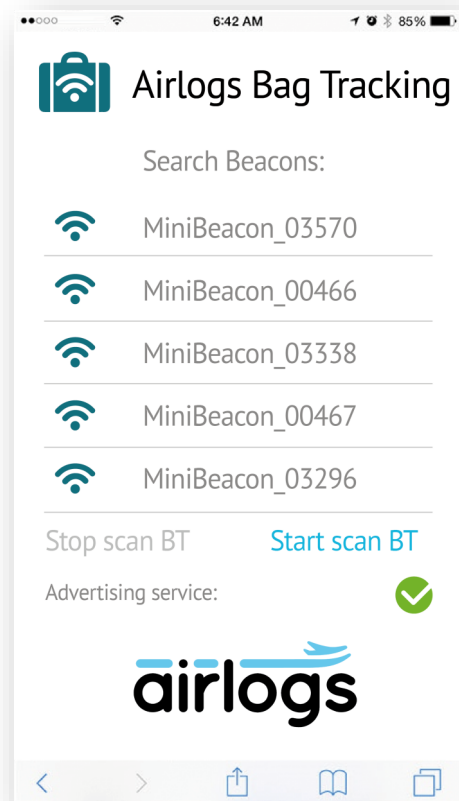 6:42 AM 85%
Airlogs Bag Tracking
Search Beacons:
MiniBeacon_03570
MiniBeacon_00466
MiniBeacon_03338
MiniBeacon_00467
MiniBeacon_03296
Stop scan BT Start scan BT
Advertising service:
airlogs